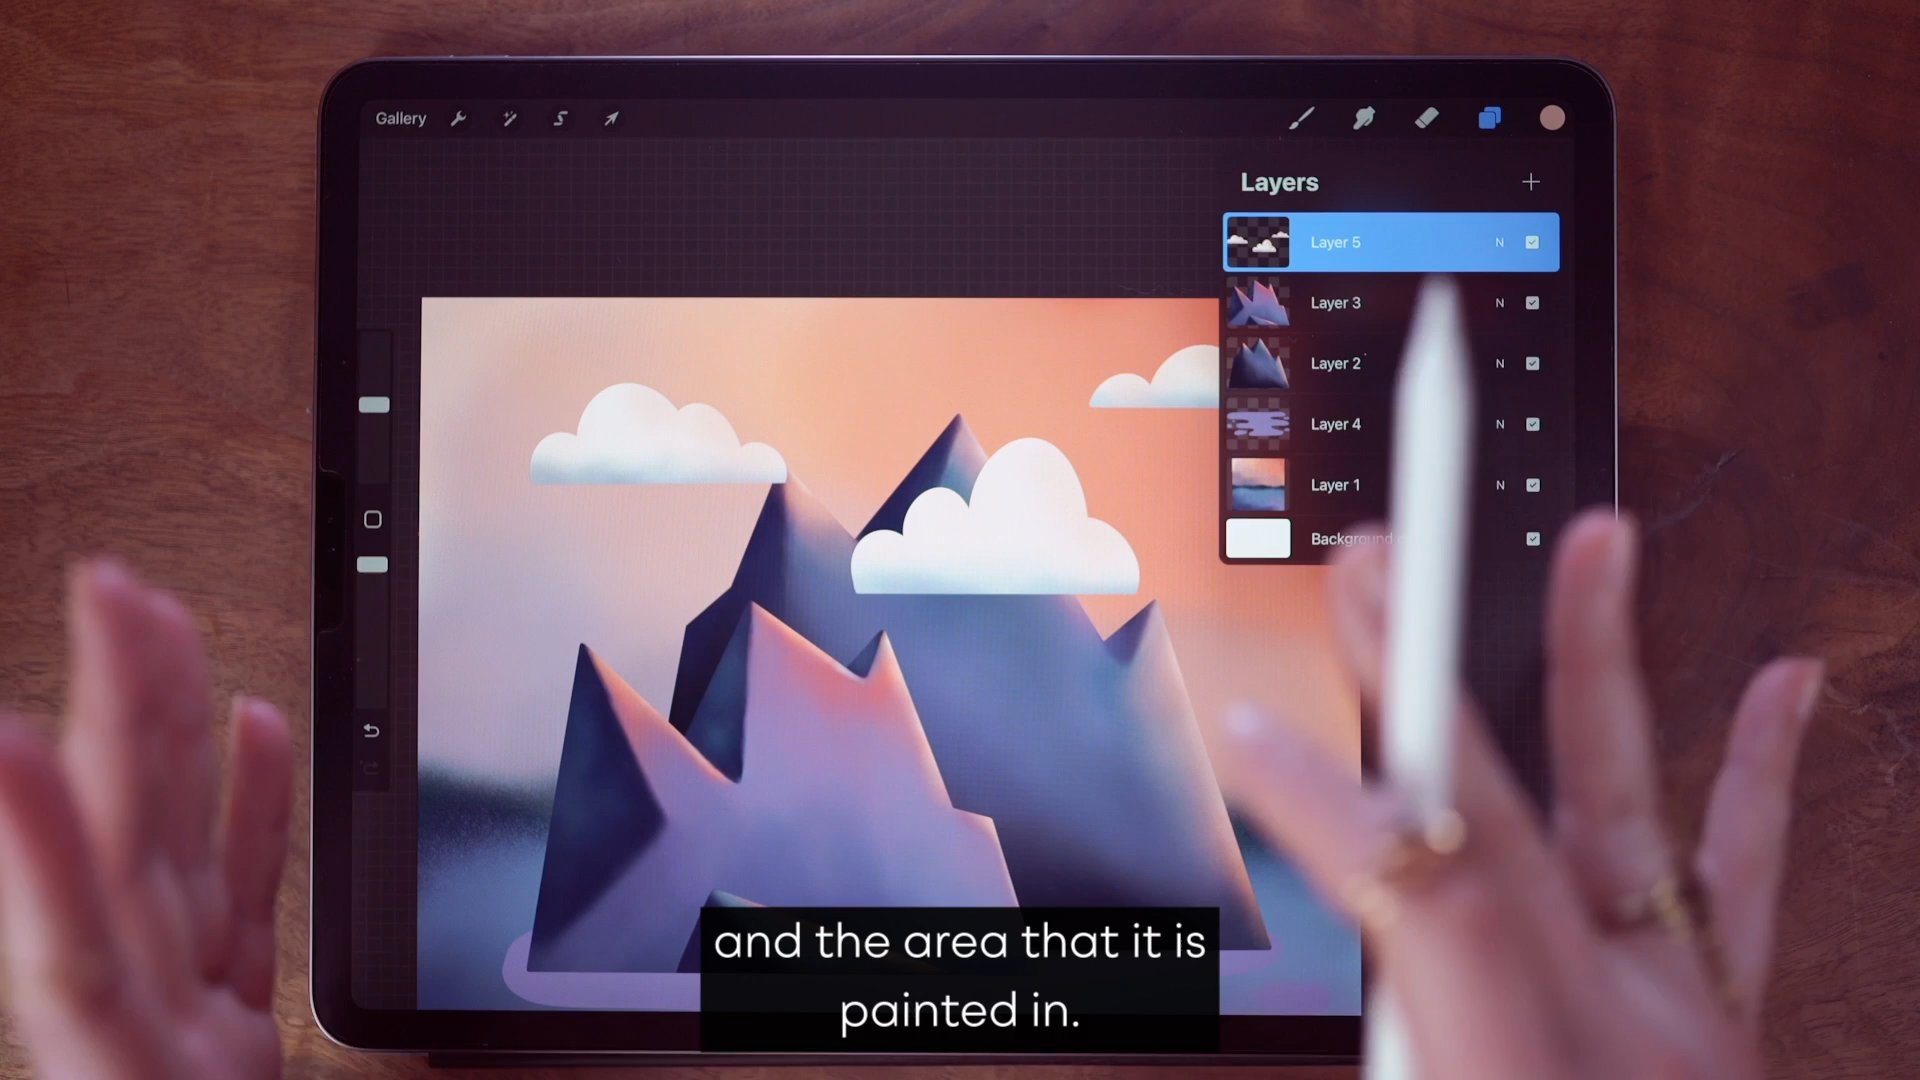 Gallery
Layers
Layer 5 N
Layer 3 N
Layer 2 N
Layer 4 N
Layer 1 N
Background
and the area that it is
painted in.